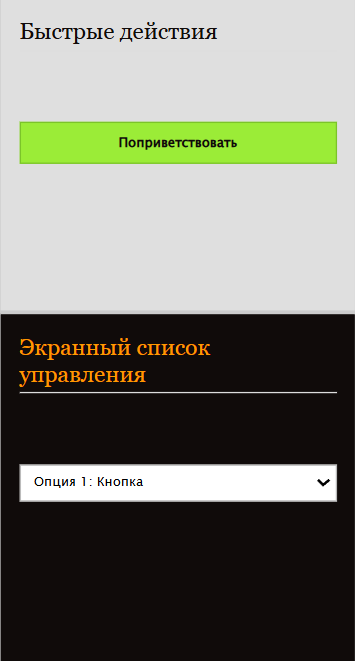 Быстрые действия
Поприветствовать
Экранный список
управления
Опция 1: Кнопка